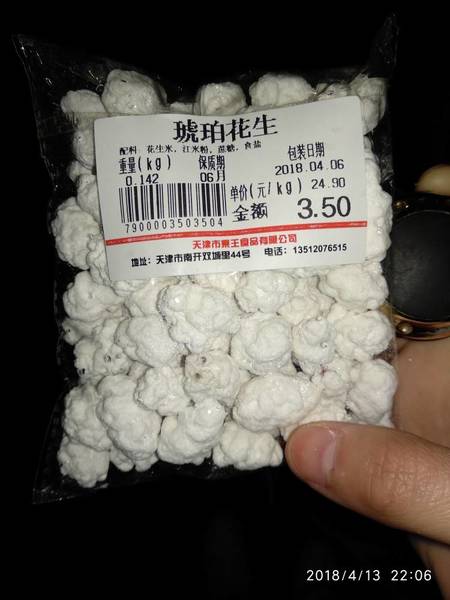 琥珀花生
配料：花生米，江米粉，蔗糖，食盐
重量(kg) 保质期 包装日期
0.142 06月 2018.04.06
单价(元/kg) 24.90
金额 3.50
7900003503504
天津市栗王食品有限公司
地址：天津市南开双城里44号 电话：13512076515
2018/4/13 22:06